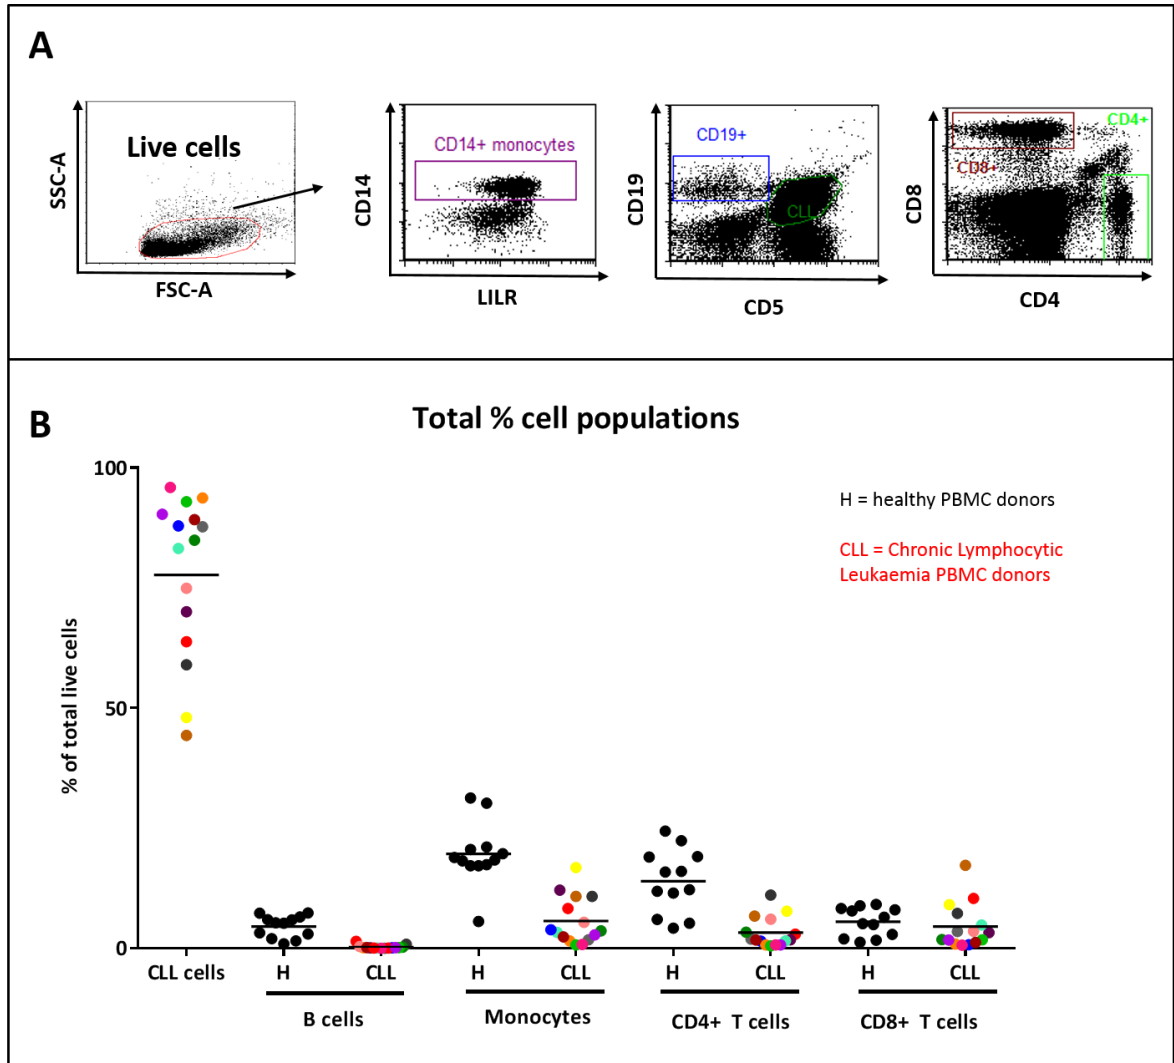 A
Live cells
SSC-A
FSC-A
CD14+ monocytes
CD14
LILR
CD19+
CLL
CD19
CD5
CD4+
CD8+
CD8
CD4
B
Total % cell populations
H = healthy PBMC donors
CLL = Chronic Lymphocytic
Leukaemia PBMC donors
% of total live cells
100
50
0
CLL cells H CLL H CLL H CLL H CLL
B cells Monocytes CD4+ T cells CD8+ T cells